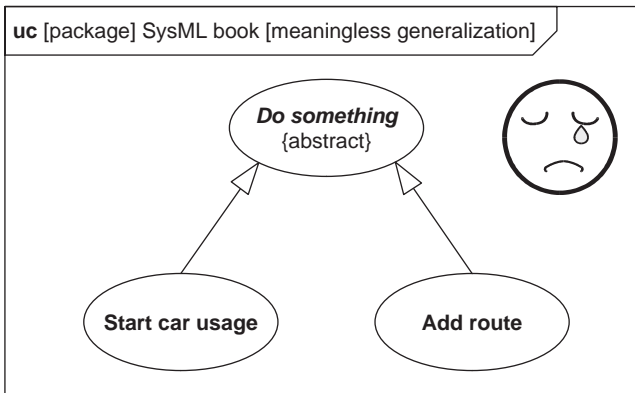 uc [package] SysML book [meaningless generalization]
Do something
{abstract}
Start car usage
Add route